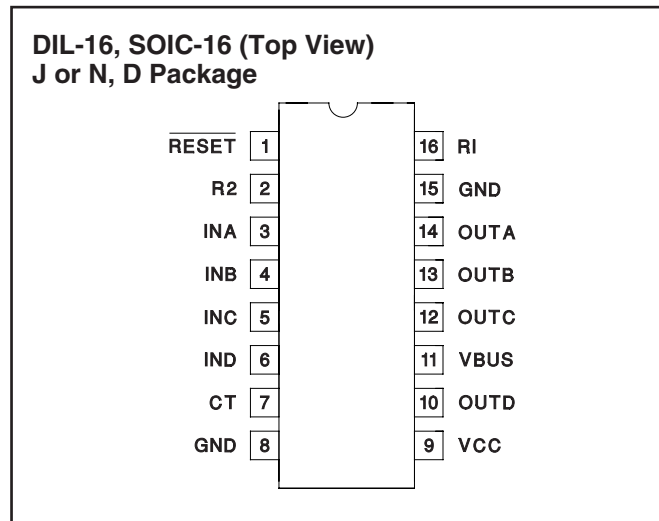 DIL-16, SOIC-16 (Top View)
J or N, D Package
RESET 1 16 RI
R2 2 15 GND
INA 3 14 OUTA
INB 4 13 OUTB
INC 5 12 OUTC
IND 6 11 VBUS
CT 7 10 OUTD
GND 8 9 VCC